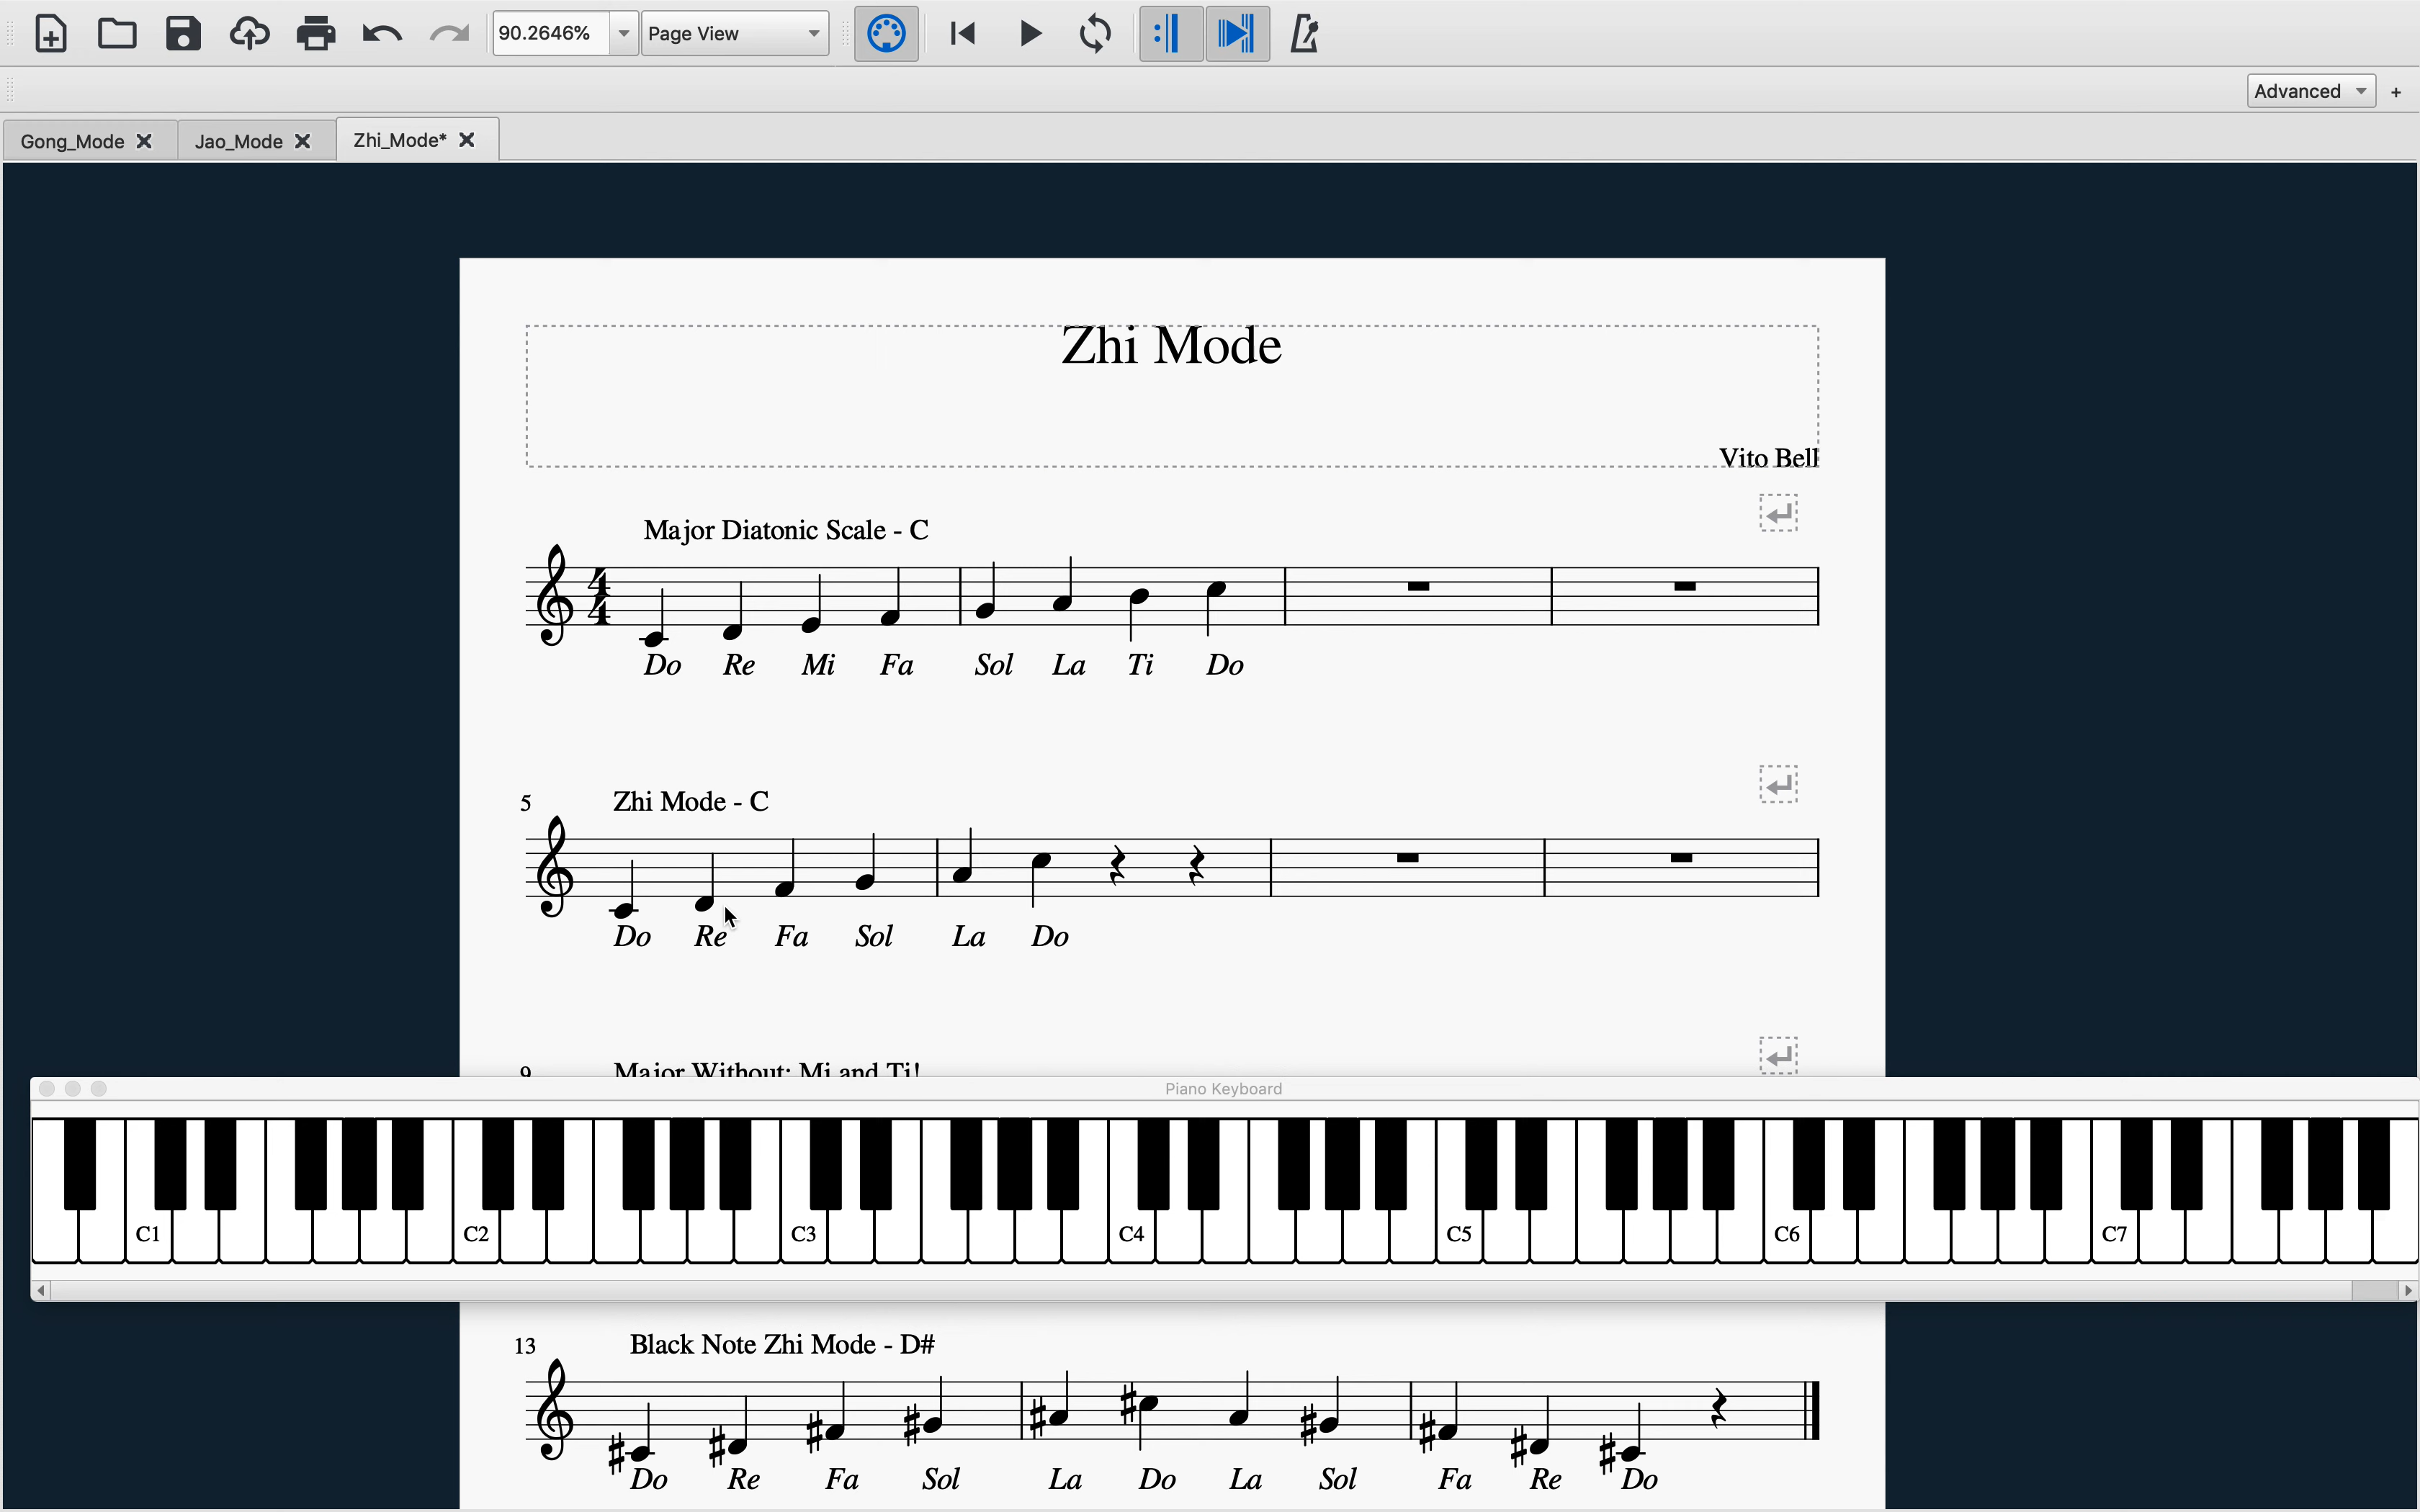 90.2646% Page View
Advanced +
Gong_Mode Jao_Mode Zhi_Mode*
Zhi Mode
Vito Bell
Major Diatonic Scale - C
4
4
Do Re Mi Fa Sol La Ti Do
5 Zhi Mode - C
Do Re Fa Sol La Do
9 Major Without: Mi and Ti!
Piano Keyboard
C1 C2 C3 C4 C5 C6 C7
13 Black Note Zhi Mode - D#
Do Re Fa Sol La Do La Sol Fa Re Do